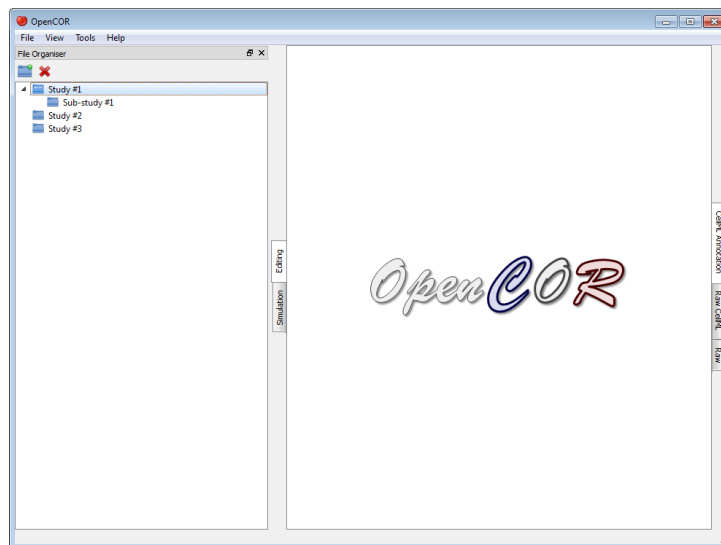 OpenCOR
File View Tools Help
File Organiser
Study #1
Sub-study #1
Study #2
Study #3
Editing
Simulation
OpenCOR
CellML Annotation
Raw CellML
Raw